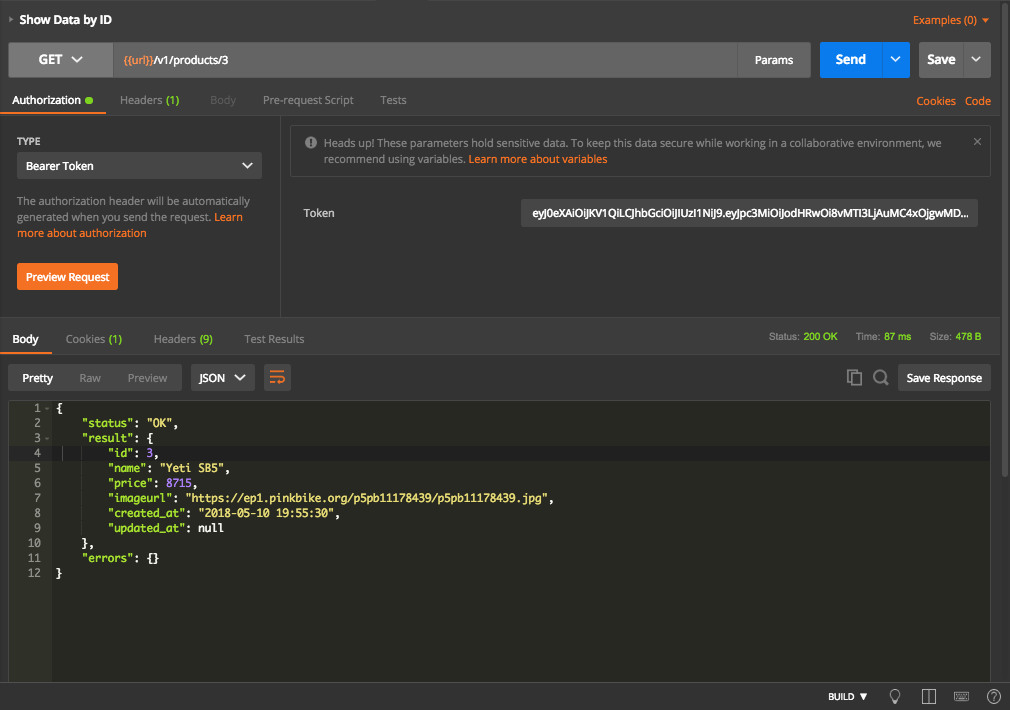 Show Data by ID
Examples (0)
GET
{{url}}/v1/products/3
Params
Send
Save
Authorization
Headers (1)
Body
Pre-request Script
Tests
Cookies
Code
TYPE
Bearer Token
The authorization header will be automatically
generated when you send the request. Learn
more about authorization
Preview Request
Heads up! These parameters hold sensitive data. To keep this data secure while working in a collaborative environment, we
recommend using variables. Learn more about variables
Token
eyJ0eXAiOiJKV1QiLCJhbGciOiJIUzI1NiJ9.eyJpc3MiOiJodHRwOi8vMTI3LjAuMC4xOjgwMD...
Body
Cookies (1)
Headers (9)
Test Results
Status: 200 OK
Time: 87 ms
Size: 478 B
Pretty
Raw
Preview
JSON
Save Response
1 {
2 "status": "OK",
3 "result": {
4 "id": 3,
5 "name": "Yeti SB5",
6 "price": 8715,
7 "imageurl": "https://ep1.pinkbike.org/p5pb11178439/p5pb11178439.jpg",
8 "created_at": "2018-05-10 19:55:30",
9 "updated_at": null
10 },
11 "errors": {}
12 }
BUILD